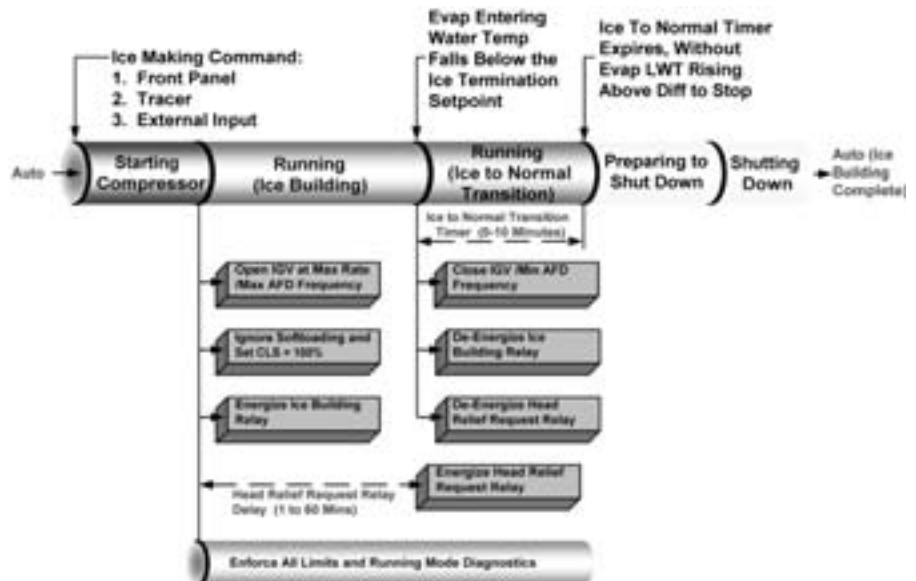 Ice Making Command:
1. Front Panel
2. Tracer
3. External Input
Evap Entering
Water Temp
Falls Below the
Ice Termination
Setpoint
Ice To Normal Timer
Expires, Without
Evap LWT Rising
Above Diff to Stop
Auto
Starting
Compressor
Running
(Ice Building)
Running
(Ice to Normal
Transition)
Preparing to
Shut Down
Shutting
Down
Auto (Ice
Building
Complete)
Ice to Normal Transition
Timer (0-10 Minutes)
Open IGV at Max Rate
/Max AFD Frequency
Close IGV /Min AFD
Frequency
Ignore Softloading and
Set CLS = 100%
De-Energize Ice
Building Relay
Energize Ice Building
Relay
De-Energize Head
Relief Request Relay
Energize Head Relief
Request Relay
Head Relief Request Relay
Delay (1 to 60 Mins)
Enforce All Limits and Running Mode Diagnostics